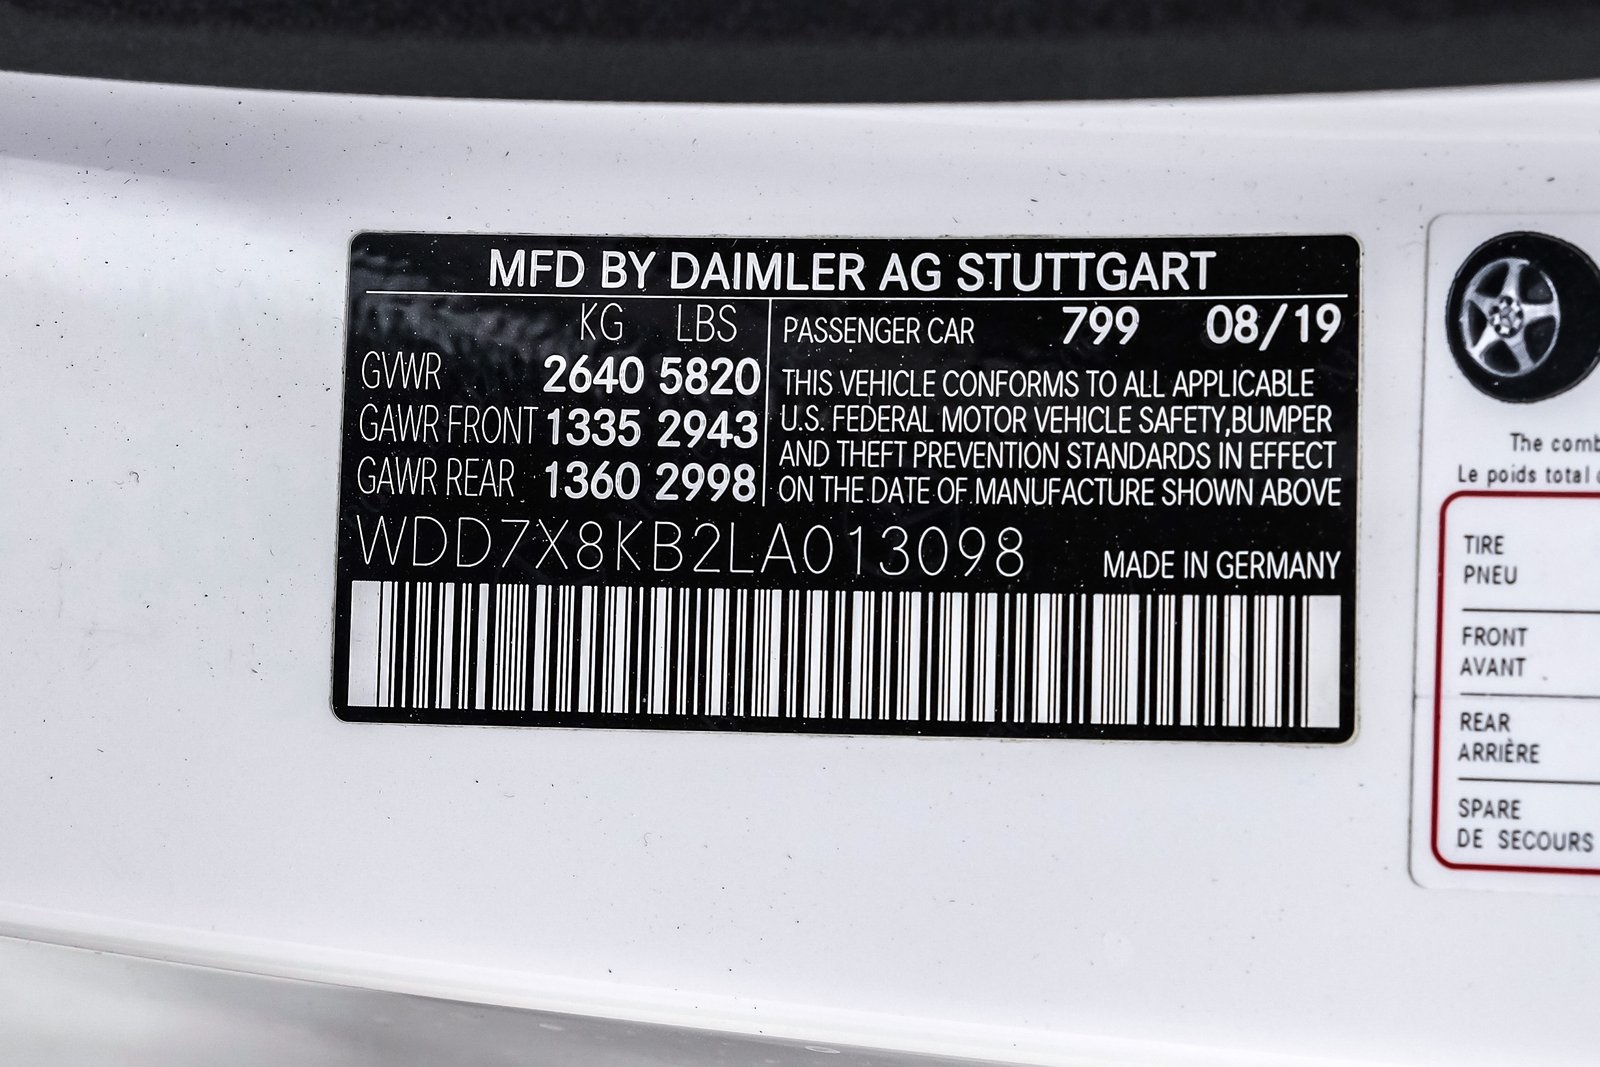 MFD BY DAIMLER AG STUTTGART
KG LBS
GVWR 2640 5820
GAWR FRONT 1335 2943
GAWR REAR 1360 2998
PASSENGER CAR 799 08/19
THIS VEHICLE CONFORMS TO ALL APPLICABLE
U.S. FEDERAL MOTOR VEHICLE SAFETY,BUMPER
AND THEFT PREVENTION STANDARDS IN EFFECT
ON THE DATE OF MANUFACTURE SHOWN ABOVE
WDD7X8KB2LA013098
MADE IN GERMANY
The comb
Le poids total
TIRE
PNEU
FRONT
AVANT
REAR
ARRIÈRE
SPARE
DE SECOURS